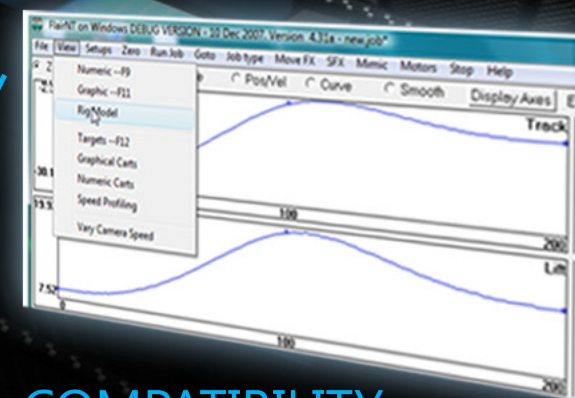 FlairNT on Windows DEBUG VERSION - 10 Dec 2007. Version: 4.31a - new.job*
File View Setups Zero Run Job Goto Job type Move FX SFX Mimic Motors Stop Help
Pos/Vel Curve Smooth Display Axes
Numeric --F9
Graphic --F11
Rig Model
Targets --F12
Graphical Carts
Numeric Carts
Speed Profiling
Vary Camera Speed
Track
100
200
Lift
7.52
0
100
200
COMPATIBILITY